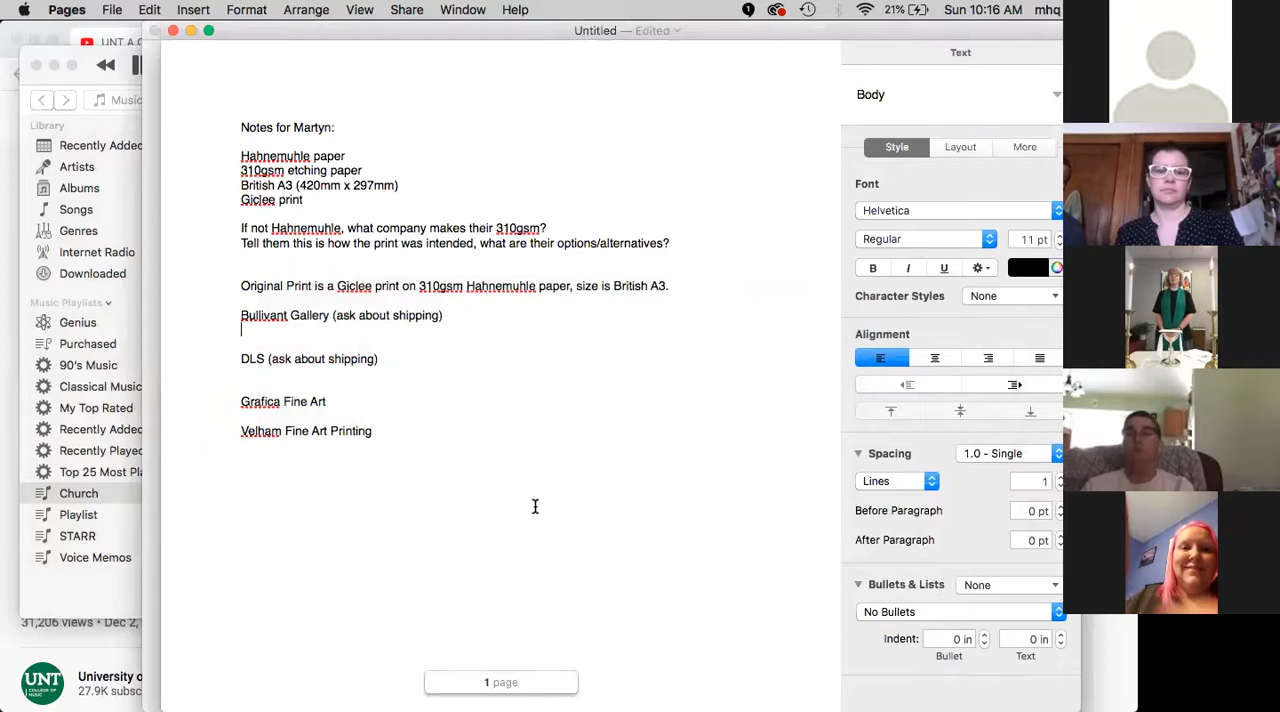 Pages File Edit Insert Format Arrange View Share Window Help 1 21% Sun 10:16 AM mhq
UNT A C
Untitled — Edited
Music
Library
Recently Added
Artists
Albums
Songs
Genres
Internet Radio
Downloaded
Music Playlists
Genius
Purchased
90's Music
Classical Music
My Top Rated
Recently Added
Recently Played
Top 25 Most Pl
Church
Playlist
STARR
Voice Memos
31,206 views • Dec 2,
UNT
COLLEGE OF
MUSIC
University o
27.9K subsc
Notes for Martyn:
Hahnemuhle paper
310gsm etching paper
British A3 (420mm x 297mm)
Giclee print
If not Hahnemuhle, what company makes their 310gsm?
Tell them this is how the print was intended, what are their options/alternatives?
Original Print is a Giclee print on 310gsm Hahnemuhle paper, size is British A3.
Bullivant Gallery (ask about shipping)
DLS (ask about shipping)
Grafica Fine Art
Velham Fine Art Printing
1 page
Text
Body
Style Layout More
Font
Helvetica
Regular 11 pt
B I U
Character Styles None
Alignment
Spacing 1.0 - Single
Lines 1
Before Paragraph 0 pt
After Paragraph 0 pt
Bullets & Lists None
No Bullets
Indent: 0 in 0 in
Bullet Text